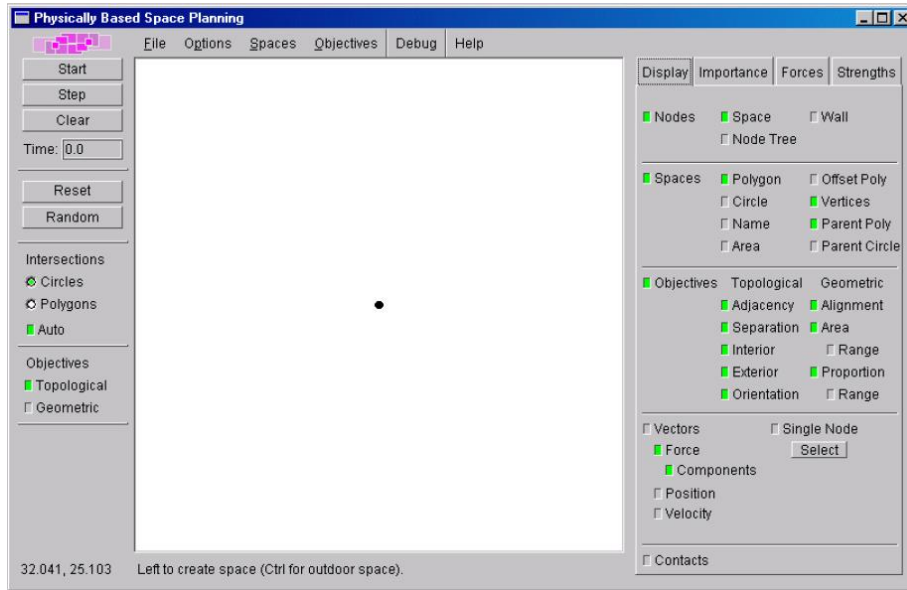 Physically Based Space Planning
File Options Spaces Objectives Debug Help
Start
Step
Clear
Time: 0.0
Reset
Random
Intersections
Circles
Polygons
Auto
Objectives
Topological
Geometric
Display Importance Forces Strengths
Nodes Space Wall
Node Tree
Spaces Polygon Offset Poly
Circle Vertices
Name Parent Poly
Area Parent Circle
Objectives Topological Geometric
Adjacency Alignment
Separation Area
Interior Range
Exterior Proportion
Orientation Range
Vectors Single Node
Force Select
Components
Position
Velocity
Contacts
32.041, 25.103 Left to create space (Ctrl for outdoor space).